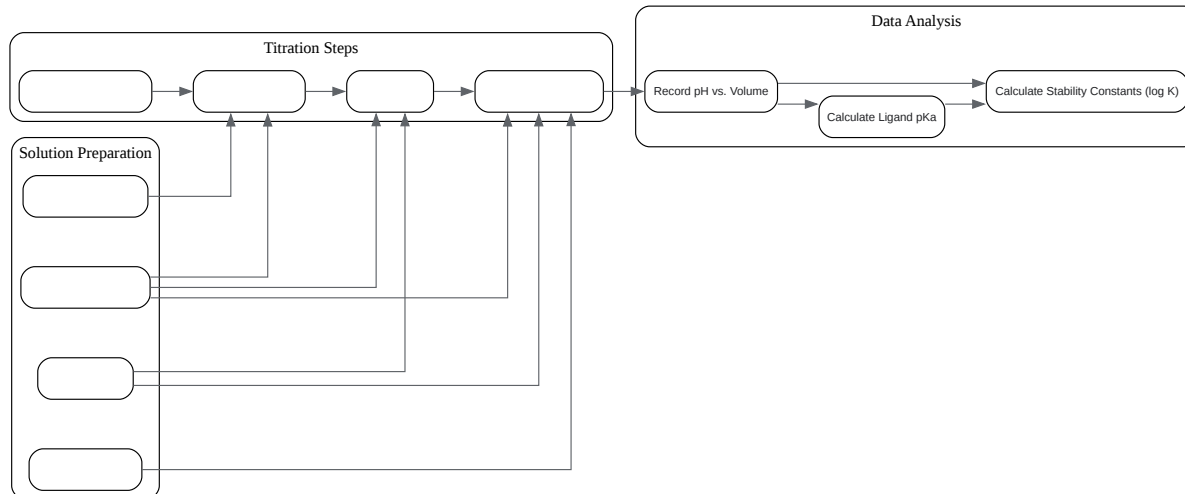 Data Analysis
Titration Steps
Record pH vs. Volume
Calculate Stability Constants (log K)
Calculate Ligand pKa
Solution Preparation